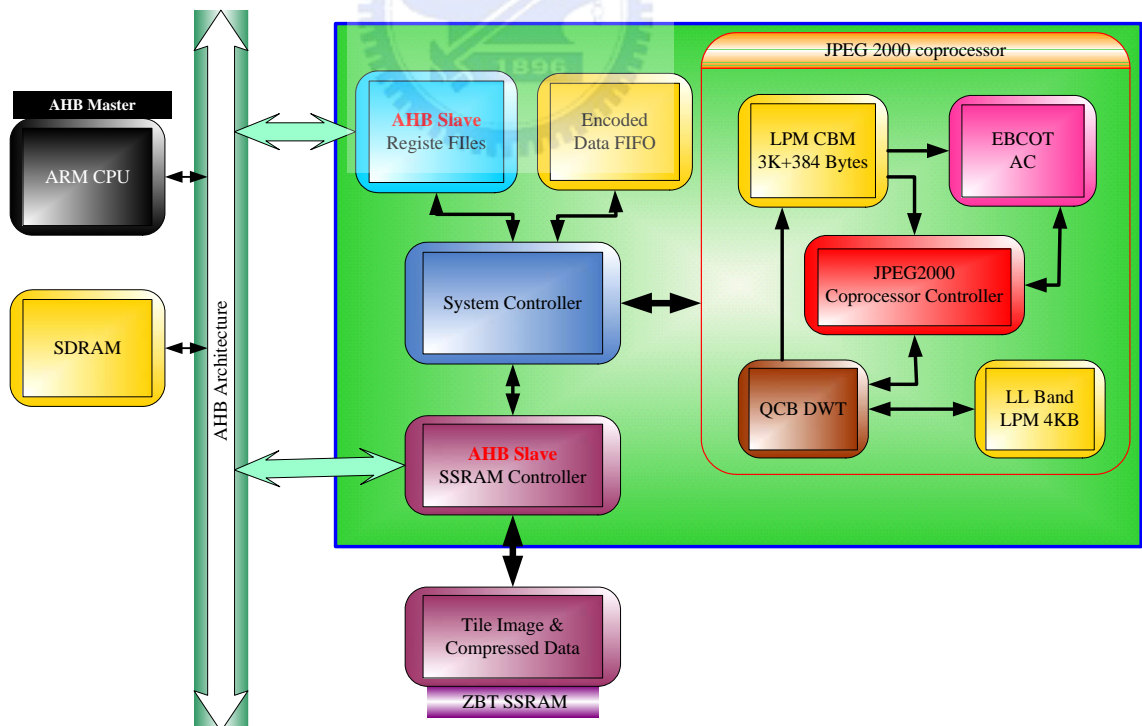 1896
JPEG 2000 coprocessor
AHB Master
ARM CPU
AHB Slave
Registe FIles
Encoded
Data FIFO
LPM CBM
3K+384 Bytes
EBCOT
AC
System Controller
JPEG2000
Coprocessor Controller
SDRAM
AHB Architecture
QCB DWT
LL Band
LPM 4KB
AHB Slave
SSRAM Controller
Tile Image &
Compressed Data
ZBT SSRAM